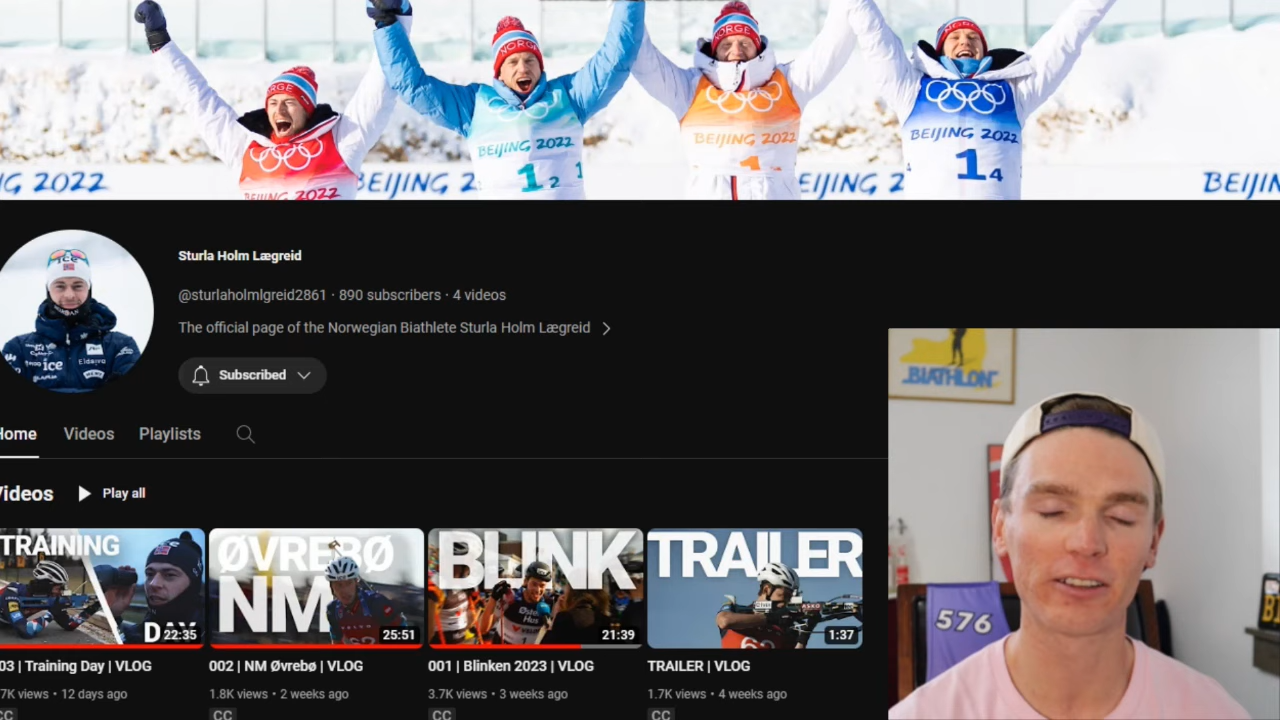 NORGE
NORGE
NORGE
NORGE
BEIJING 2022
BEIJING 2022
BEIJING 2022
1 2
1
1 4
BEIJING 2022
G 2022
BEIJING 2
EIJING 2
BEIJIN
Sturla Holm Lægreid
@sturlaholmlgreid2861 · 890 subscribers · 4 videos
The official page of the Norwegian Biathlete Sturla Holm Lægreid
Subscribed
ice
ice
Home
Videos
Playlists
Videos
Play all
TRAINING
DAY
22:35
ØVREBØ
NM
25:51
BLINK
21:39
TRAILER
1:37
03 | Training Day | VLOG
7K views • 12 days ago
CC
002 | NM Øvrebø | VLOG
1.8K views • 2 weeks ago
CC
001 | Blinken 2023 | VLOG
3.7K views • 3 weeks ago
CC
TRAILER | VLOG
1.7K views • 4 weeks ago
CC
BIATHLON
576